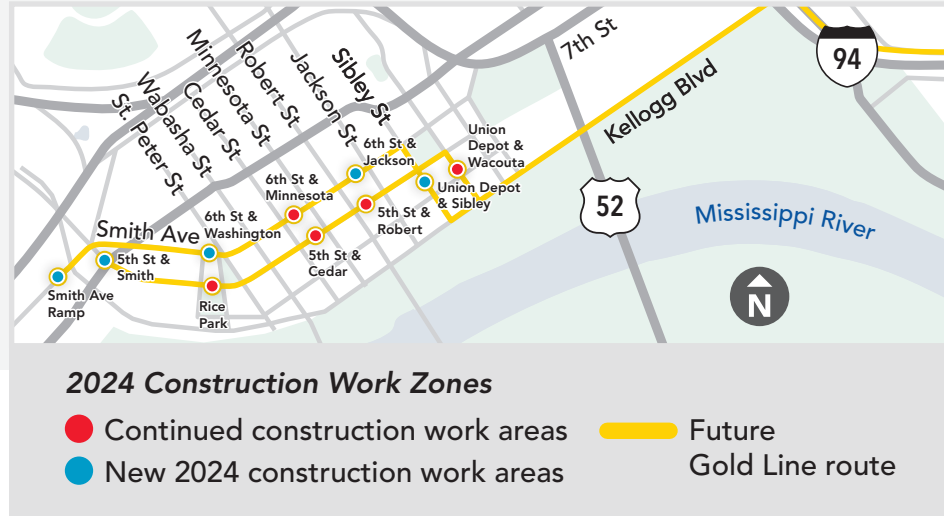 St. Peter St
Wabasha St
Cedar St
Minnesota St
Robert St
Jackson St
Sibley St
7th St
Kellogg Blvd
94
52
Mississippi River
N
Union
Depot &
Wacouta
6th St &
Jackson
Union Depot
& Sibley
6th St &
Minnesota
5th St &
Robert
6th St &
Washington
5th St &
Cedar
Smith Ave
5th St &
Smith
Smith Ave
Ramp
Rice
Park
2024 Construction Work Zones
Continued construction work areas
New 2024 construction work areas
Future
Gold Line route